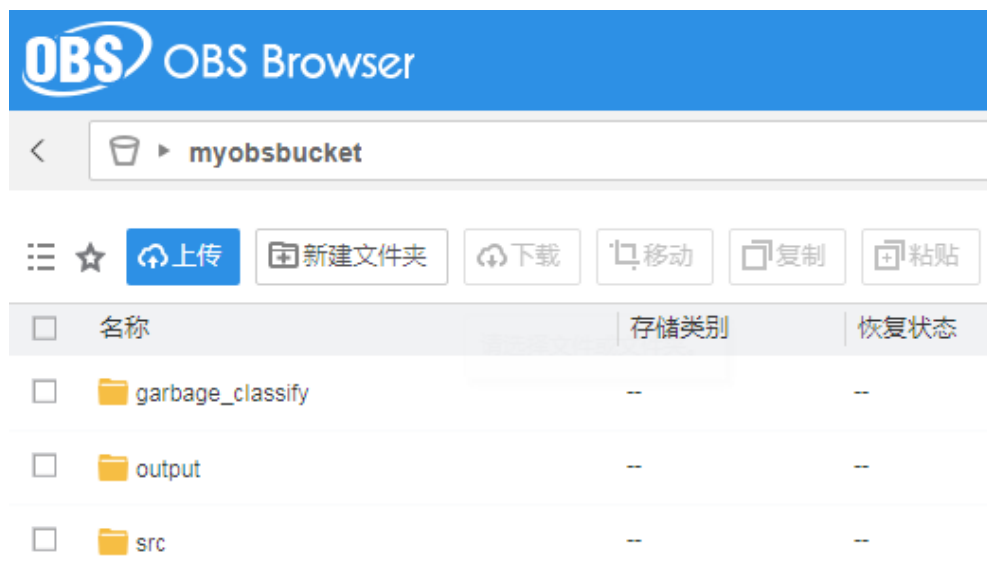 OBS OBS Browser
myobsbucket
上传 新建文件夹 下载 移动 复制 粘贴
名称 存储类别 恢复状态
garbage_classify -- --
output -- --
src -- --